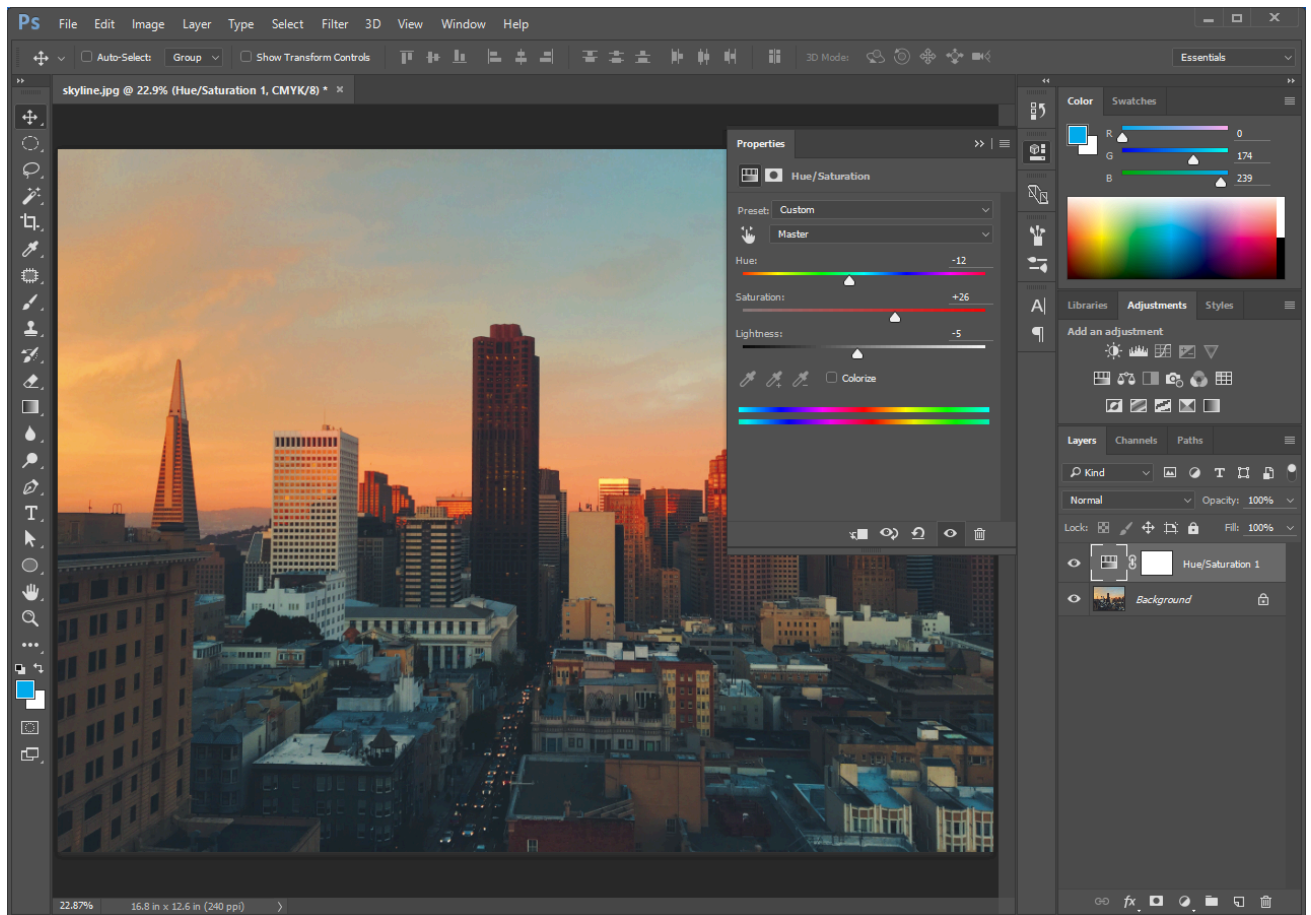 Ps File Edit Image Layer Type Select Filter 3D View Window Help
Auto-Select: Group Show Transform Controls 3D Mode: Essentials
skyline.jpg @ 22.9% (Hue/Saturation 1, CMYK/8) * ×
Properties
Hue/Saturation
Preset: Custom
Master
Hue: -12
Saturation: +26
Lightness: -5
Colorize
Color Swatches
R 0
G 174
B 239
Libraries Adjustments Styles
Add an adjustment
Layers Channels Paths
Kind
Normal Opacity: 100%
Lock: Fill: 100%
Hue/Saturation 1
Background
22.87% 16.8 in x 12.6 in (240 ppi)